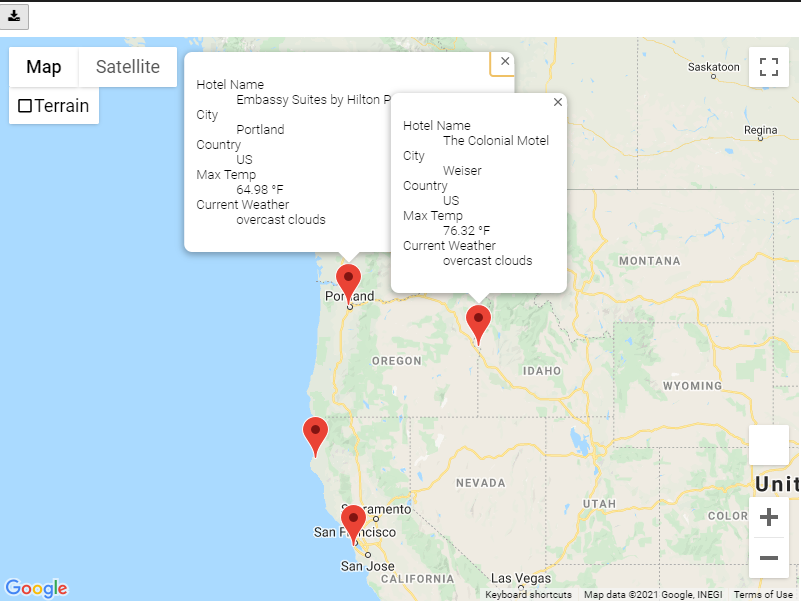 Map
Satellite
Terrain
Hotel Name
Embassy Suites by Hilton
City
Portland
Country
US
Max Temp
64.98 °F
Current Weather
overcast clouds
Hotel Name
The Colonial Motel
City
Weiser
Country
US
Max Temp
76.32 °F
Current Weather
overcast clouds
Saskatoon
Regina
MONTANA
Portland
OREGON
IDAHO
WYOMING
NEVADA
UTAH
Sacramento
San Francisco
San Jose
CALIFORNIA
Las Vegas
Google
Keyboard shortcuts
Map data ©2021 Google, INEGI
Terms of Use